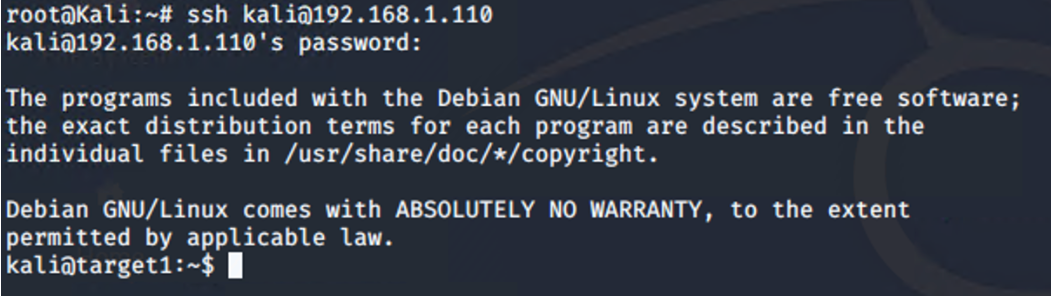 root@Kali:~# ssh kali@192.168.1.110
kali@192.168.1.110's password:
The programs included with the Debian GNU/Linux system are free software;
the exact distribution terms for each program are described in the
individual files in /usr/share/doc/*/copyright.
Debian GNU/Linux comes with ABSOLUTELY NO WARRANTY, to the extent
permitted by applicable law.
kali@target1:~$